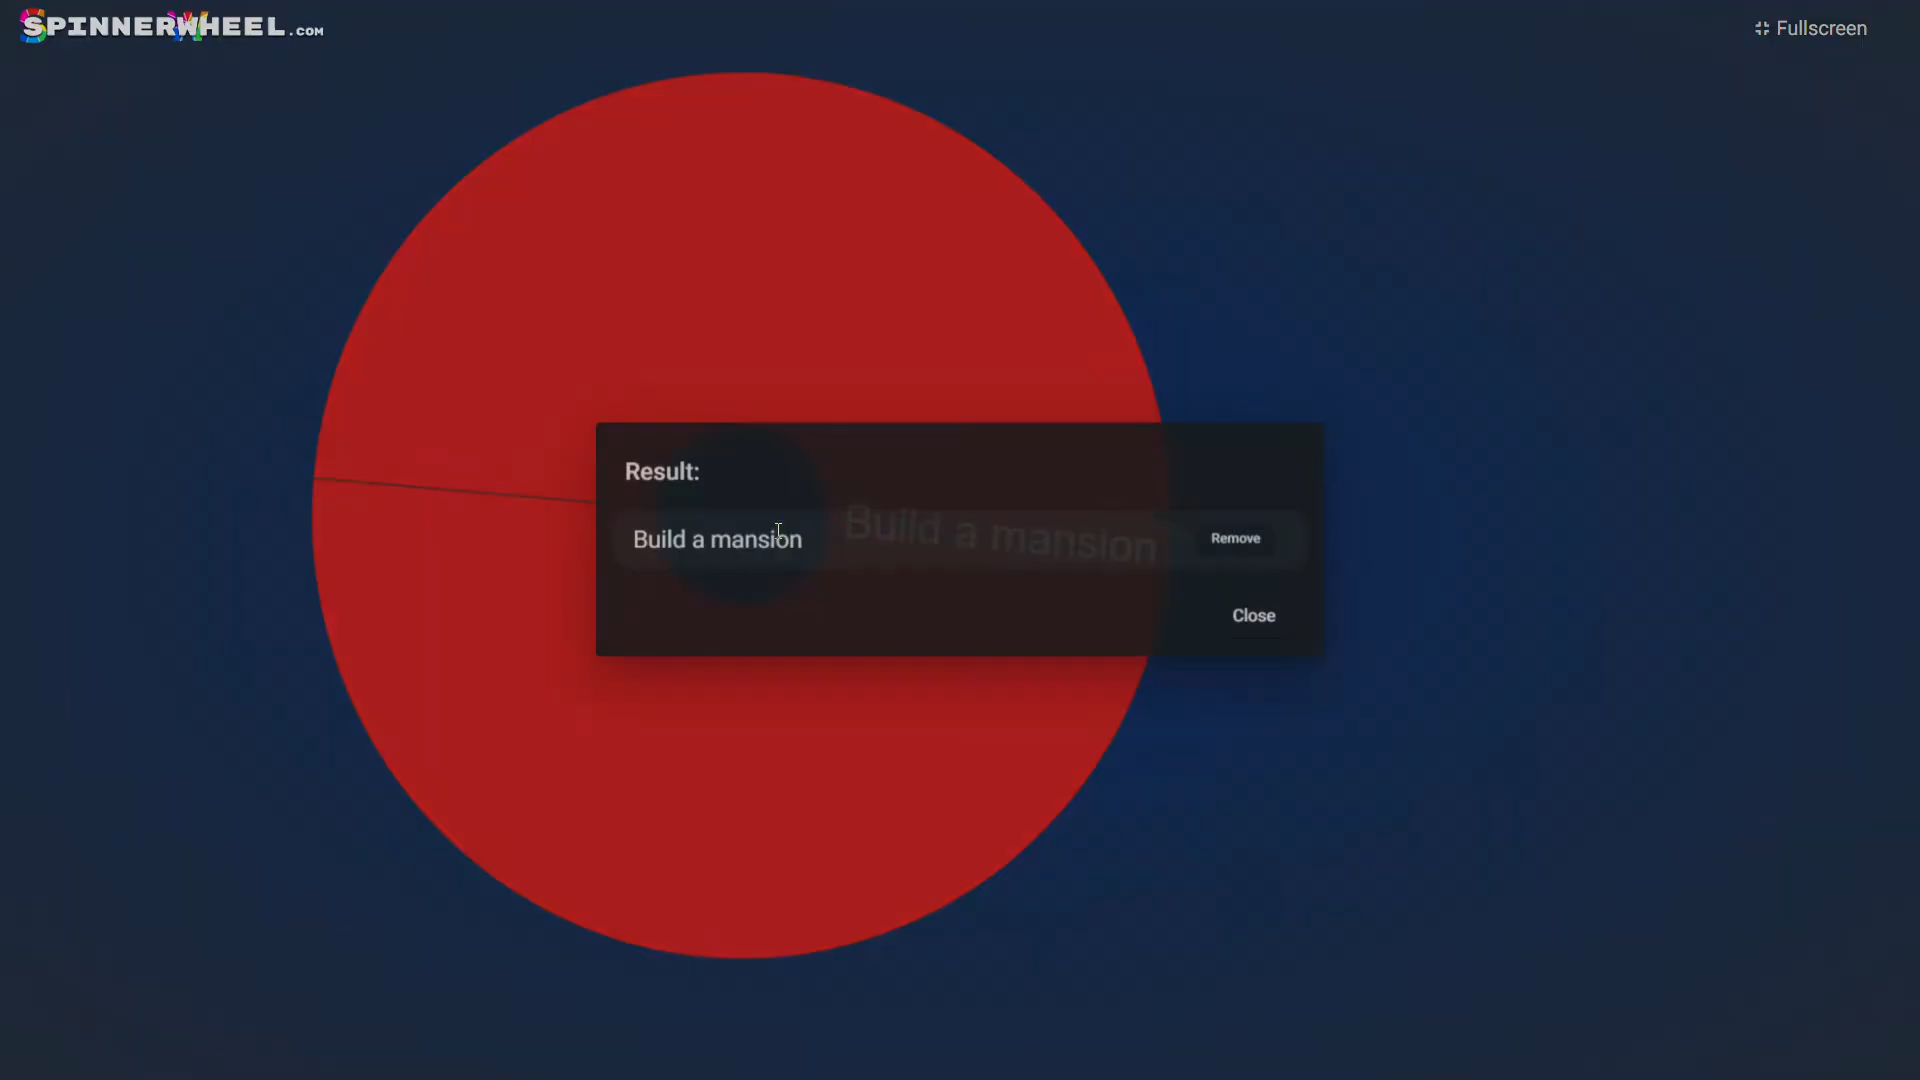 SPINNERWHEEL.COM
Fullscreen
Result:
Build a mansion
Build a mansion
Remove
Close